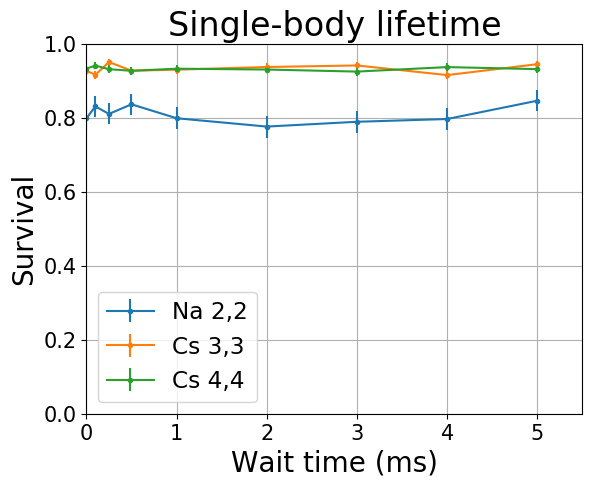 Single-body lifetime
Survival
1.0
0.8
0.6
0.4
0.2
0.0
Na 2,2
Cs 3,3
Cs 4,4
0 1 2 3 4 5
Wait time (ms)